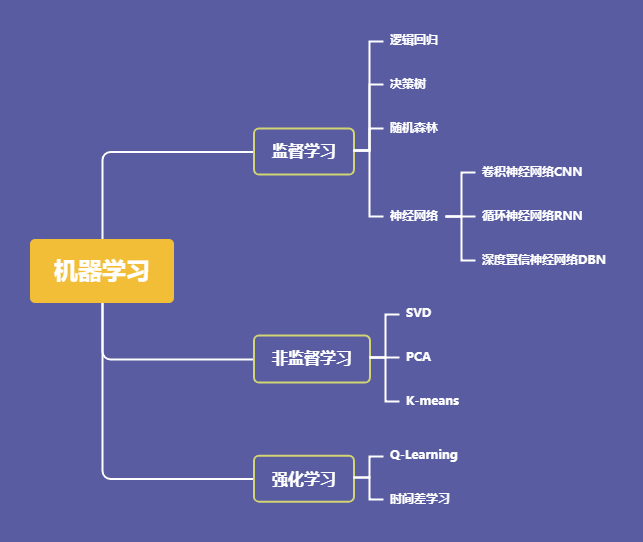 机器学习
监督学习
逻辑回归
决策树
随机森林
神经网络
卷积神经网络CNN
循环神经网络RNN
深度置信神经网络DBN
非监督学习
SVD
PCA
K-means
强化学习
Q-Learning
时间差学习